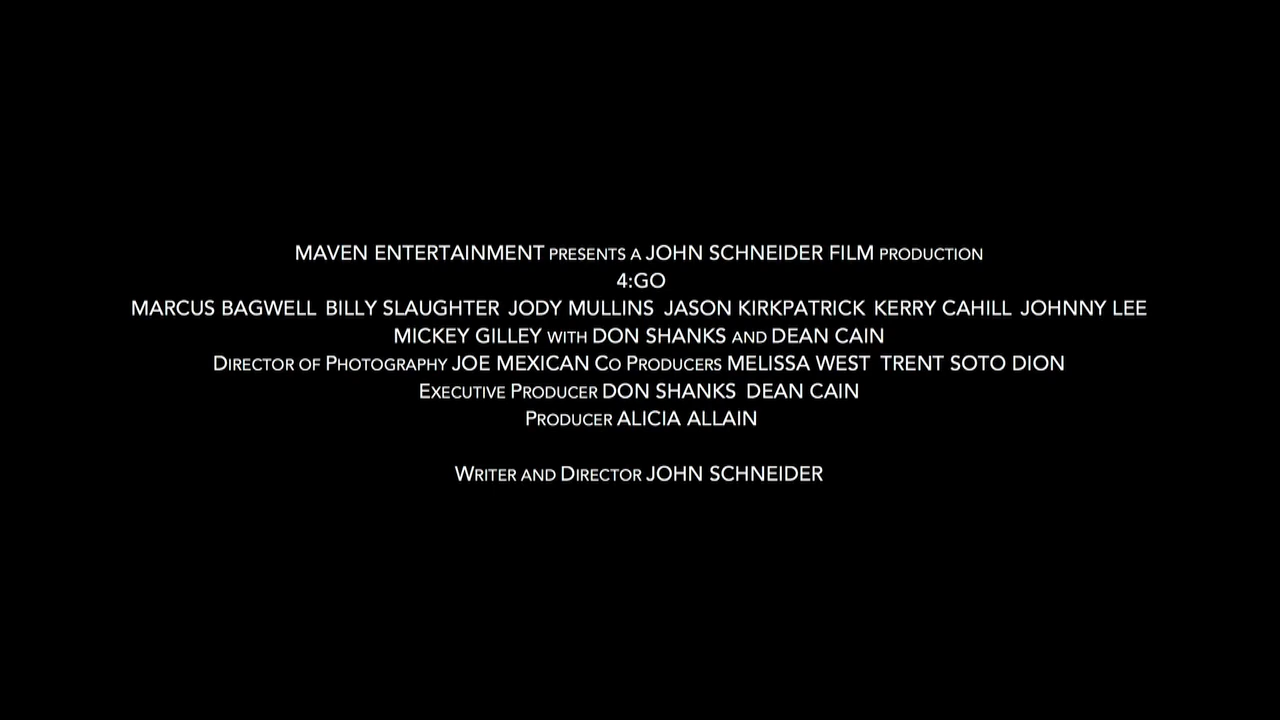 MAVEN ENTERTAINMENT PRESENTS A JOHN SCHNEIDER FILM PRODUCTION
4:GO
MARCUS BAGWELL BILLY SLAUGHTER JODY MULLINS JASON KIRKPATRICK KERRY CAHILL JOHNNY LEE
MICKEY GILLEY WITH DON SHANKS AND DEAN CAIN
DIRECTOR OF PHOTOGRAPHY JOE MEXICAN CO PRODUCERS MELISSA WEST TRENT SOTO DION
EXECUTIVE PRODUCER DON SHANKS DEAN CAIN
PRODUCER ALICIA ALLAIN
WRITER AND DIRECTOR JOHN SCHNEIDER